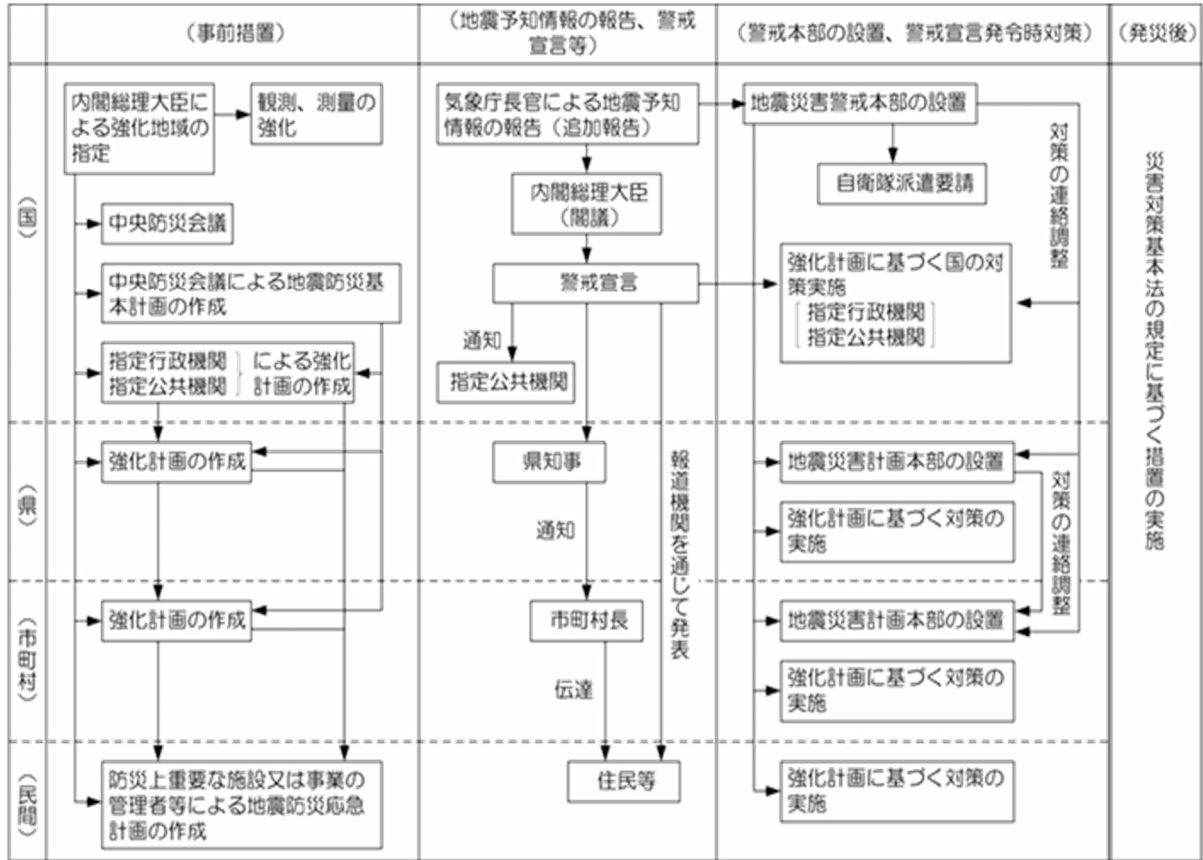 （事前措置）
（地震予知情報の報告、警戒
宣言等）
（警戒本部の設置、警戒宣言発令時対策）
（発災後）
（国）
内閣総理大臣に
よる強化地域の
指定
観測、測量の
強化
中央防災会議
中央防災会議による地震防災基
本計画の作成
指定行政機関
指定公共機関
による強化
計画の作成
気象庁長官による地震予知
情報の報告（追加報告）
内閣総理大臣
（閣議）
警戒宣言
通知
指定公共機関
地震災害警戒本部の設置
自衛隊派遣要請
強化計画に基づく国の対
策実施
指定行政機関
指定公共機関
対策の連絡調整
（県）
強化計画の作成
県知事
通知
報道機関を通じて発表
地震災害計画本部の設置
強化計画に基づく対策の
実施
対策の連絡調整
（市町村）
強化計画の作成
市町村長
伝達
地震災害計画本部の設置
強化計画に基づく対策の
実施
（民間）
防災上重要な施設又は事業の
管理者等による地震防災応急
計画の作成
住民等
強化計画に基づく対策の
実施
災害対策基本法の規定に基づく措置の実施